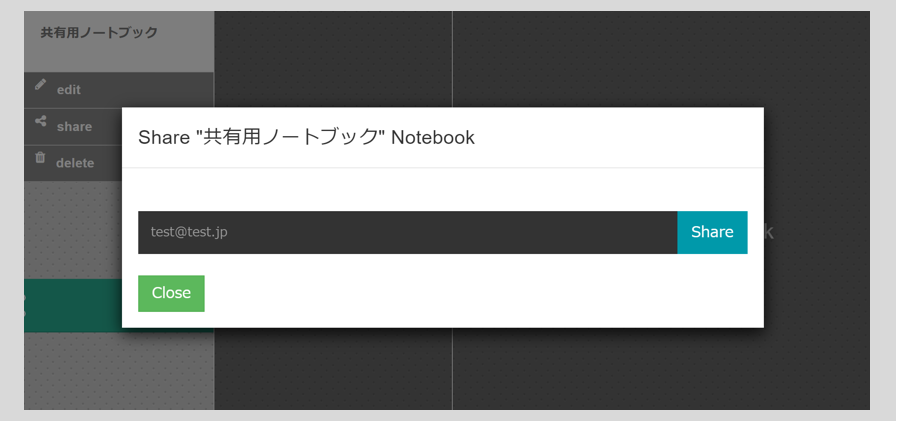 共有用ノートブック
edit
share
delete
Share "共有用ノートブック" Notebook
test@test.jp
Share
k
Close